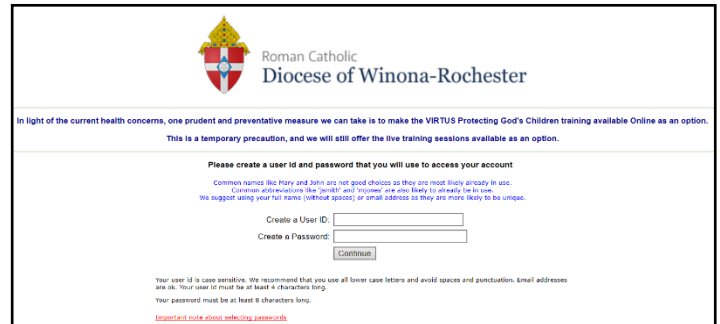 Roman Catholic
Diocese of Winona-Rochester
In light of the current health concerns, one prudent and preventative measure we can take is to make the VIRTUS Protecting God's Children training available Online as an option.
This is a temporary precaution, and we will still offer the live training sessions available as an option.
Please create a user id and password that you will use to access your account
Common names like Mary and John are not good choices as they are most likely already in use.
Common abbreviations like 'jsmith' and 'mjones' are also likely to already be in use.
We suggest using your full name (without spaces) or email address as they are more likely to be unique.
Create a User ID:
Create a Password:
Continue
Your user id is case sensitive. We recommend that you use all lower case letters and avoid spaces and punctuation. Email addresses
are ok. Your user id must be at least 4 characters long.
Your password must be at least 8 characters long.
Important note about selecting passwords